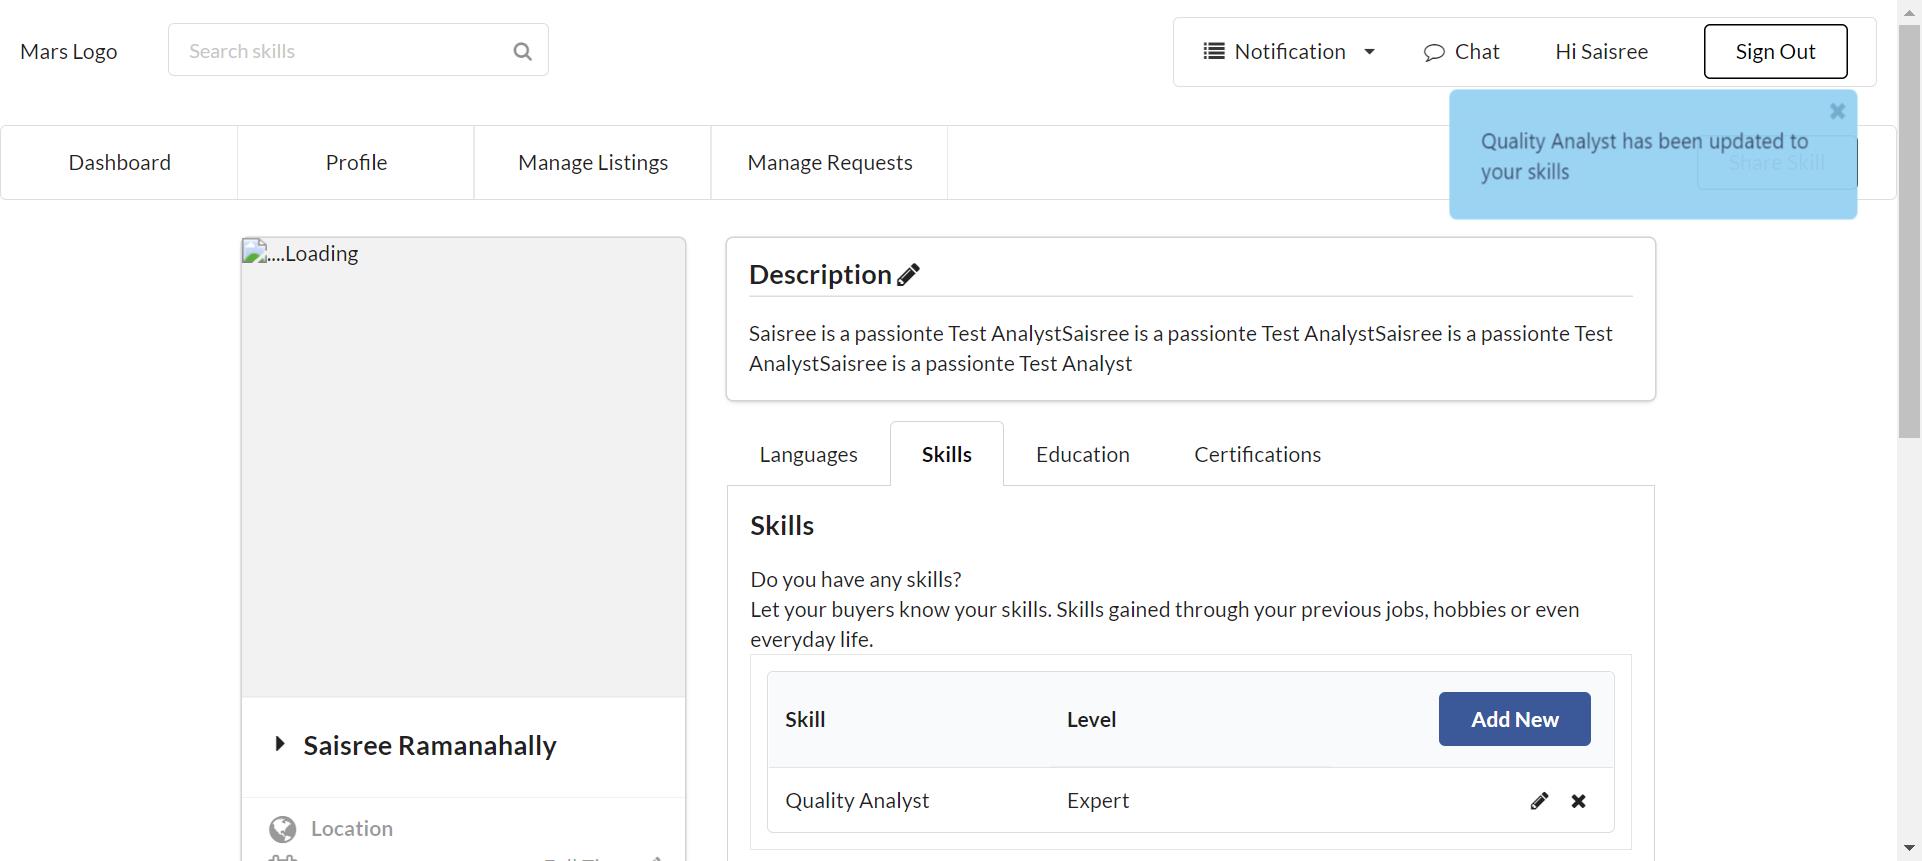 Mars Logo
Search skills
Notification
Chat
Hi Saisree
Sign Out
Quality Analyst has been updated to
your skills
Dashboard
Profile
Manage Listings
Manage Requests
Share Skill
....Loading
Description
Saisree is a passionte Test AnalystSaisree is a passionte Test AnalystSaisree is a passionte Test
AnalystSaisree is a passionte Test Analyst
Languages
Skills
Education
Certifications
Skills
Do you have any skills?
Let your buyers know your skills. Skills gained through your previous jobs, hobbies or even
everyday life.
Skill
Level
Add New
Quality Analyst
Expert
Saisree Ramanahally
Location